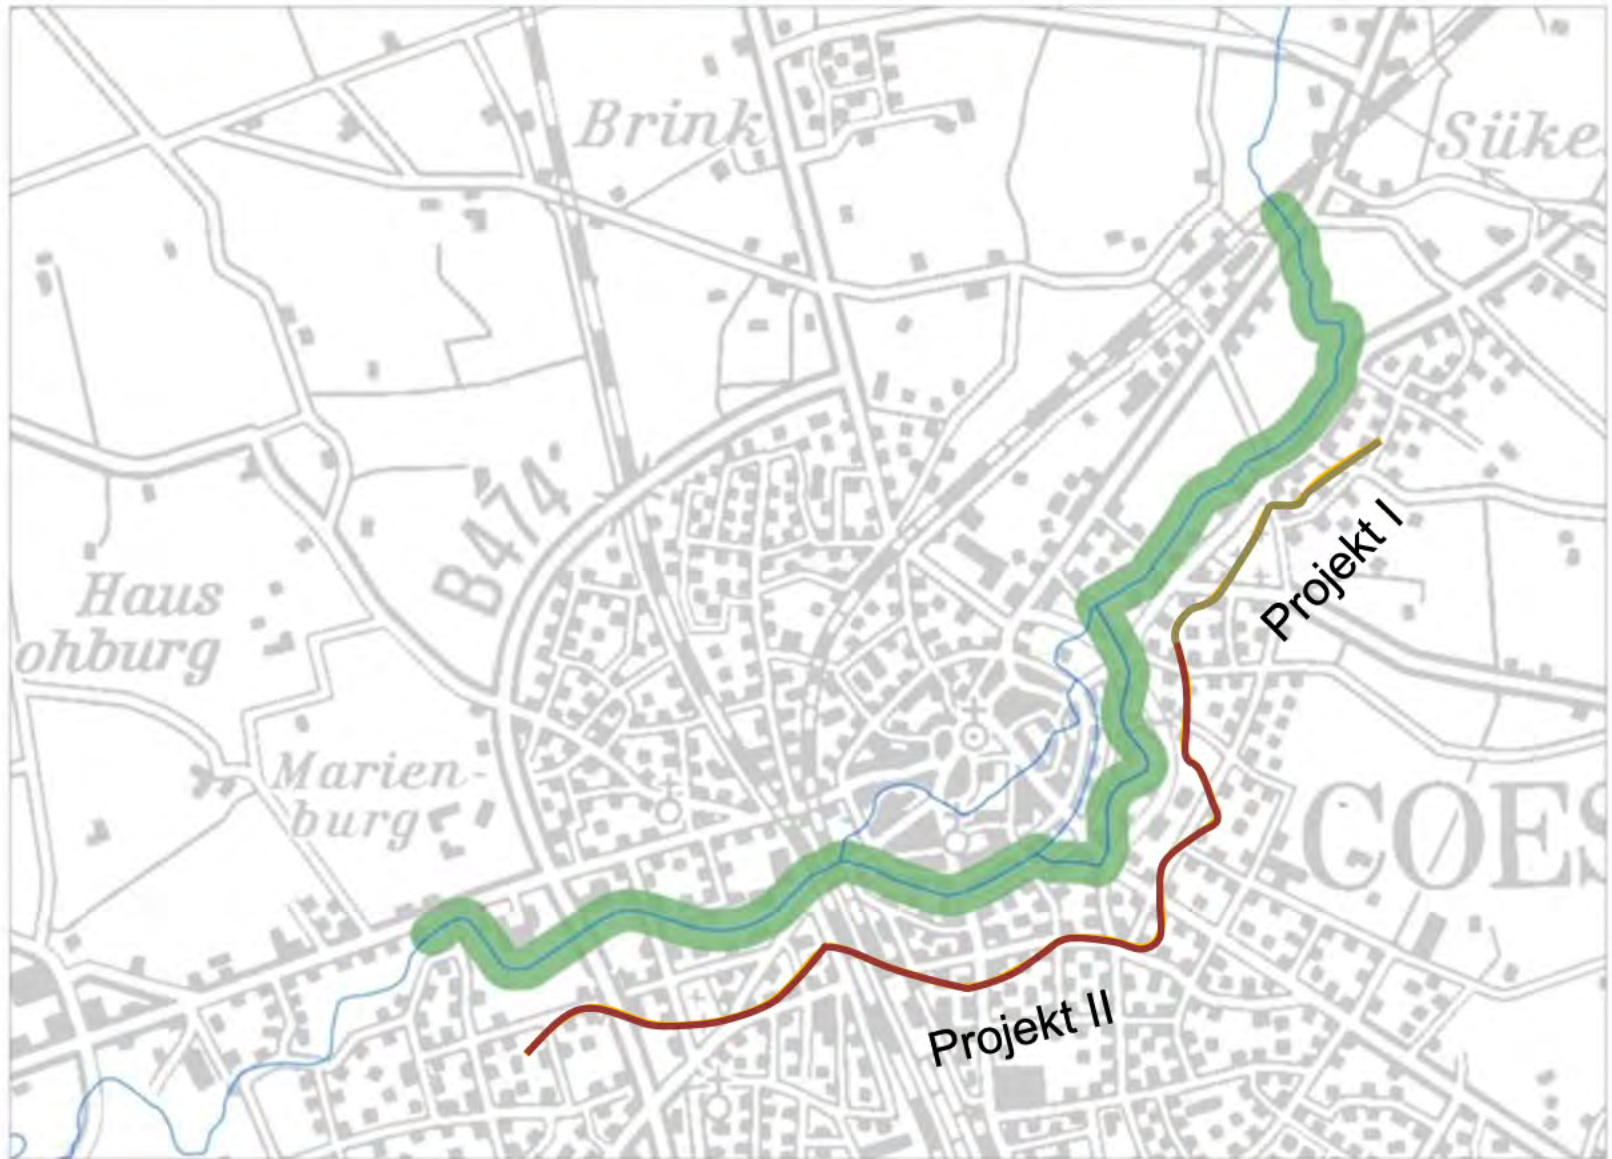 Brink
Süke
B474
Projekt I
Haus
ohburg
Marien-
burg
COES
Projekt II